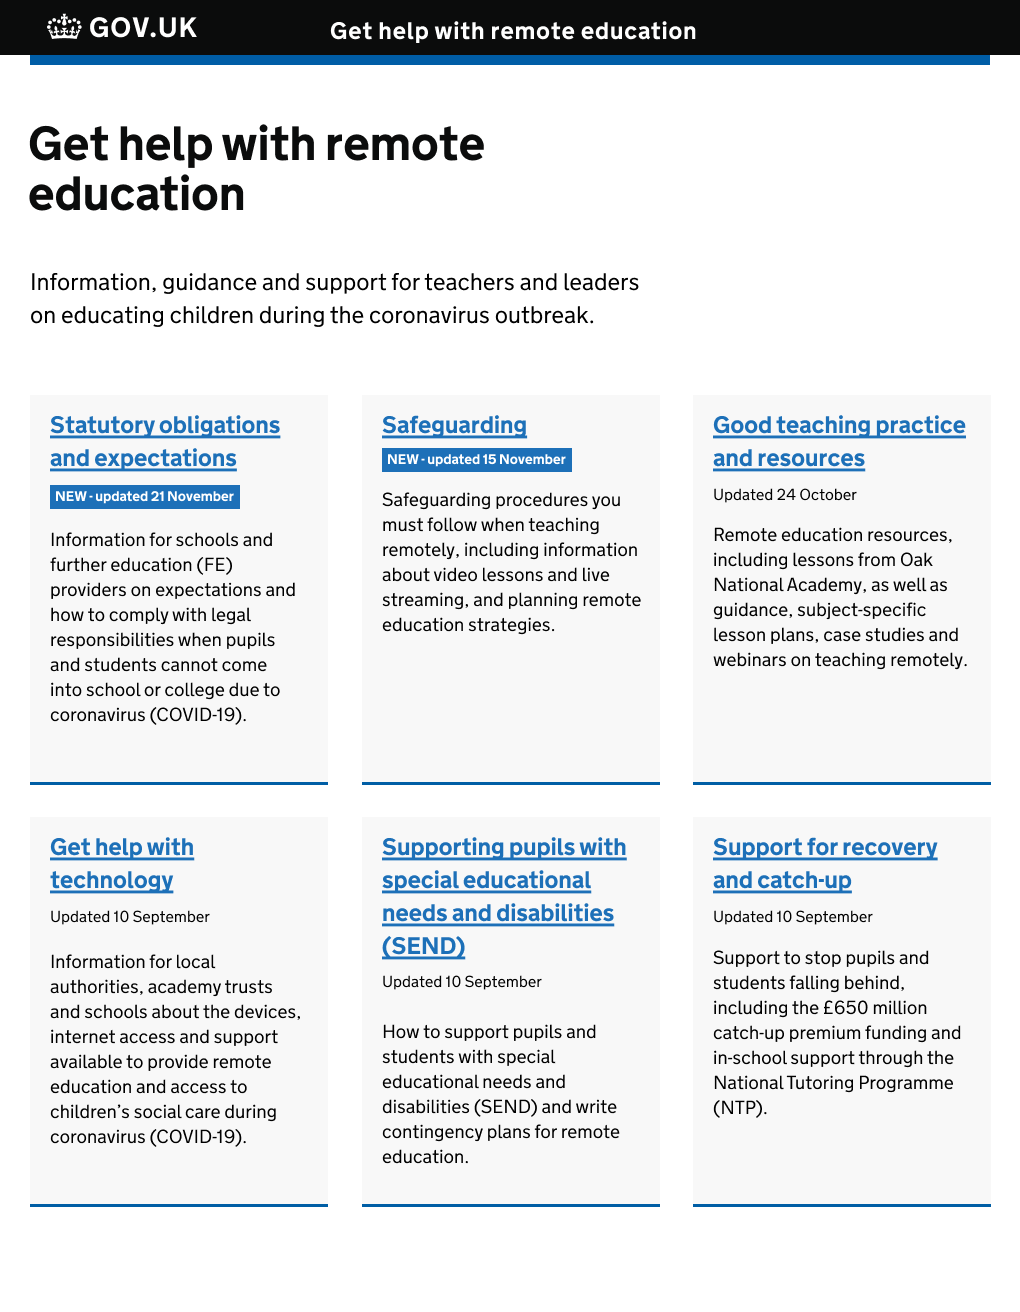 GOV.UK
Get help with remote education
Get help with remote
education
Information, guidance and support for teachers and leaders
on educating children during the coronavirus outbreak.
Statutory obligations
and expectations
NEW - updated 21 November
Information for schools and
further education (FE)
providers on expectations and
how to comply with legal
responsibilities when pupils
and students cannot come
into school or college due to
coronavirus (COVID-19).
Safeguarding
NEW - updated 15 November
Safeguarding procedures you
must follow when teaching
remotely, including information
about video lessons and live
streaming, and planning remote
education strategies.
Good teaching practice
and resources
Updated 24 October
Remote education resources,
including lessons from Oak
National Academy, as well as
guidance, subject-specific
lesson plans, case studies and
webinars on teaching remotely.
Get help with
technology
Updated 10 September
Information for local
authorities, academy trusts
and schools about the devices,
internet access and support
available to provide remote
education and access to
children’s social care during
coronavirus (COVID-19).
Supporting pupils with
special educational
needs and disabilities
(SEND)
Updated 10 September
How to support pupils and
students with special
educational needs and
disabilities (SEND) and write
contingency plans for remote
education.
Support for recovery
and catch-up
Updated 10 September
Support to stop pupils and
students falling behind,
including the £650 million
catch-up premium funding and
in-school support through the
National Tutoring Programme
(NTP).